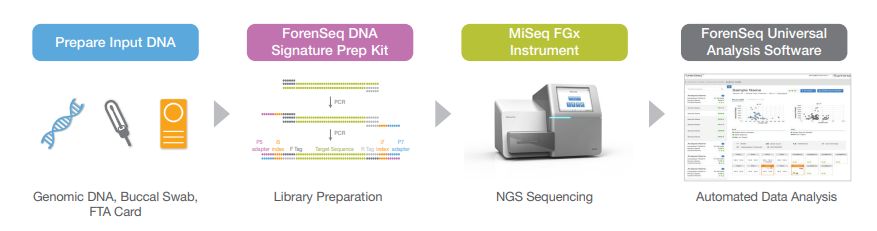 Prepare Input DNA
ForenSeq DNA
Signature Prep Kit
MiSeq FGx
Instrument
ForenSeq Universal
Analysis Software
PCR
PCR
P5
adapter
i5
index
F Tag
Target Sequence
R Tag
i7
index
P7
adapter
Sample Name
Genomic DNA, Buccal Swab,
FTA Card
Library Preparation
NGS Sequencing
Automated Data Analysis